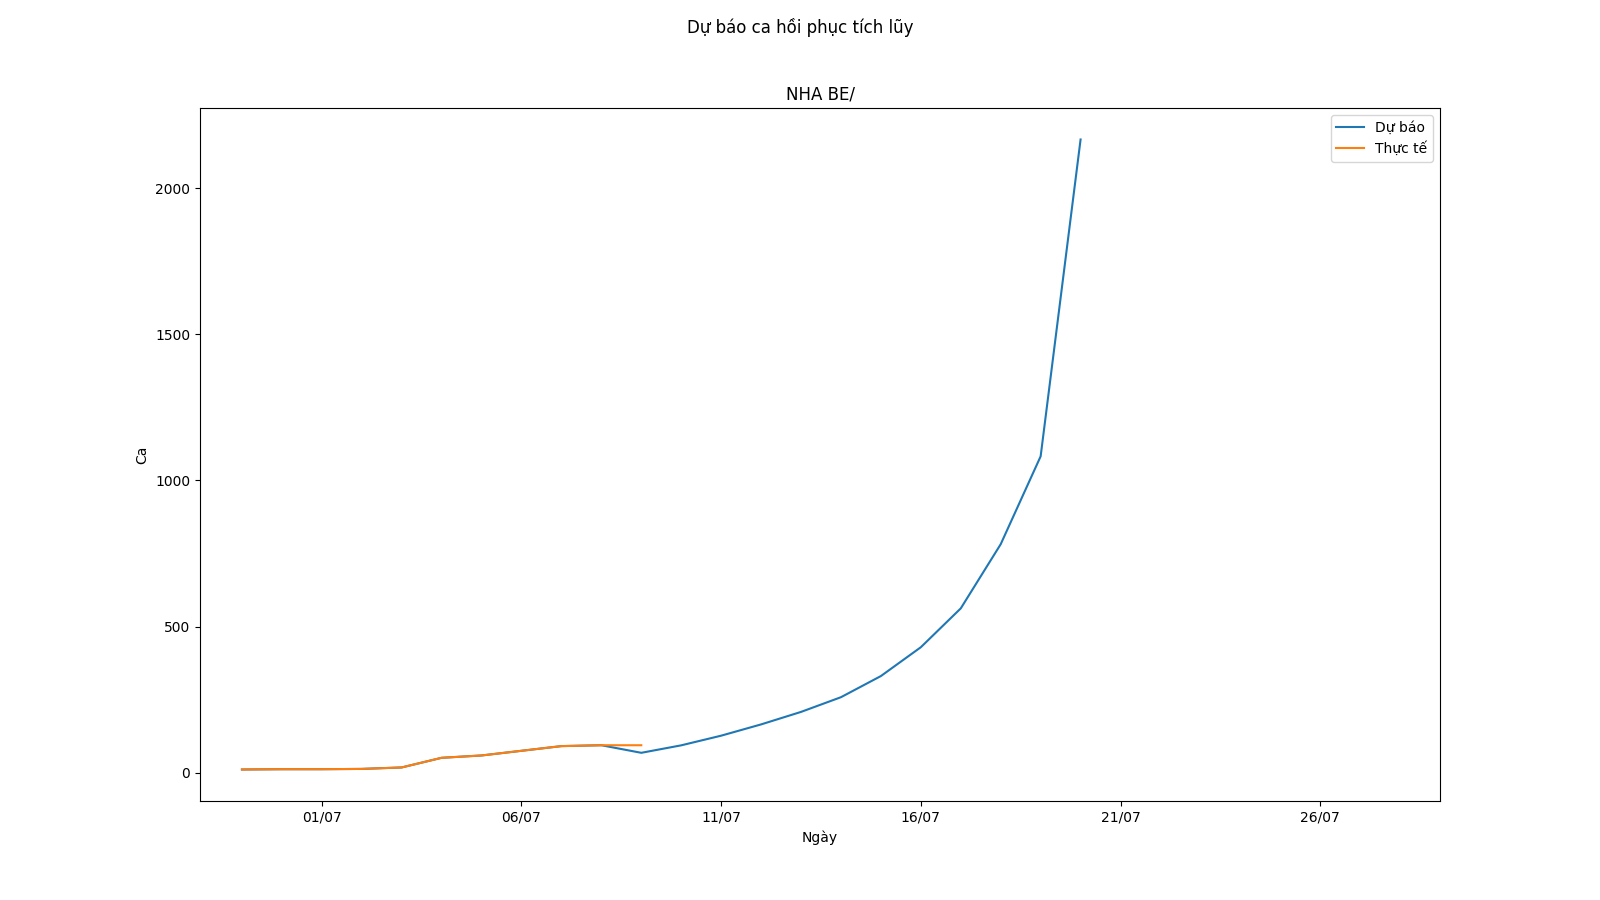 Dự báo ca hồi phục tích lũy
NHA BE/
Dự báo
Thực tế
2000
1500
1000
500
0
Ca
01/07
06/07
11/07
16/07
21/07
26/07
Ngày